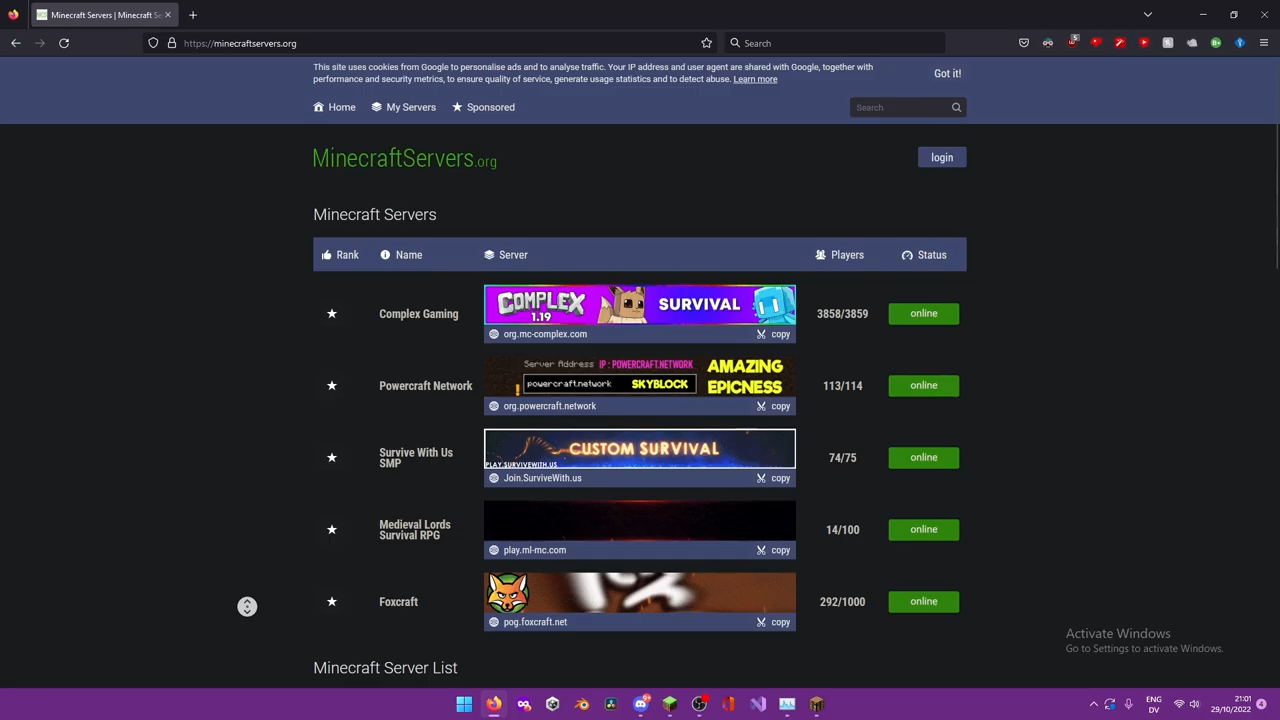 Minecraft Servers | Minecraft Se
https://minecraftservers.org
Search
5
This site uses cookies from Google to personalise ads and to analyse traffic. Your IP address and user agent are shared with Google, together with
performance and security metrics, to ensure quality of service, generate usage statistics and to detect abuse. Learn more
Got it!
Home
My Servers
Sponsored
Search
MinecraftServers.org
login
Minecraft Servers
Rank
Name
Server
Players
Status
Complex Gaming
COMPLEX
1.19
SURVIVAL
org.mc-complex.com
copy
3858/3859
online
Powercraft Network
Server Address IP : POWERCRAFT.NETWORK
powercraft.network SKYBLOCK
AMAZING
EPICNESS
org.powercraft.network
copy
113/114
online
Survive With Us
SMP
CUSTOM SURVIVAL
PLAY.SURVIVEWITH.US
Join.SurviveWith.us
copy
74/75
online
Medieval Lords
Survival RPG
play.ml-mc.com
copy
14/100
online
Foxcraft
pog.foxcraft.net
copy
292/1000
online
Minecraft Server List
Activate Windows
Go to Settings to activate Windows.
ENG
DV
21:01
29/10/2022